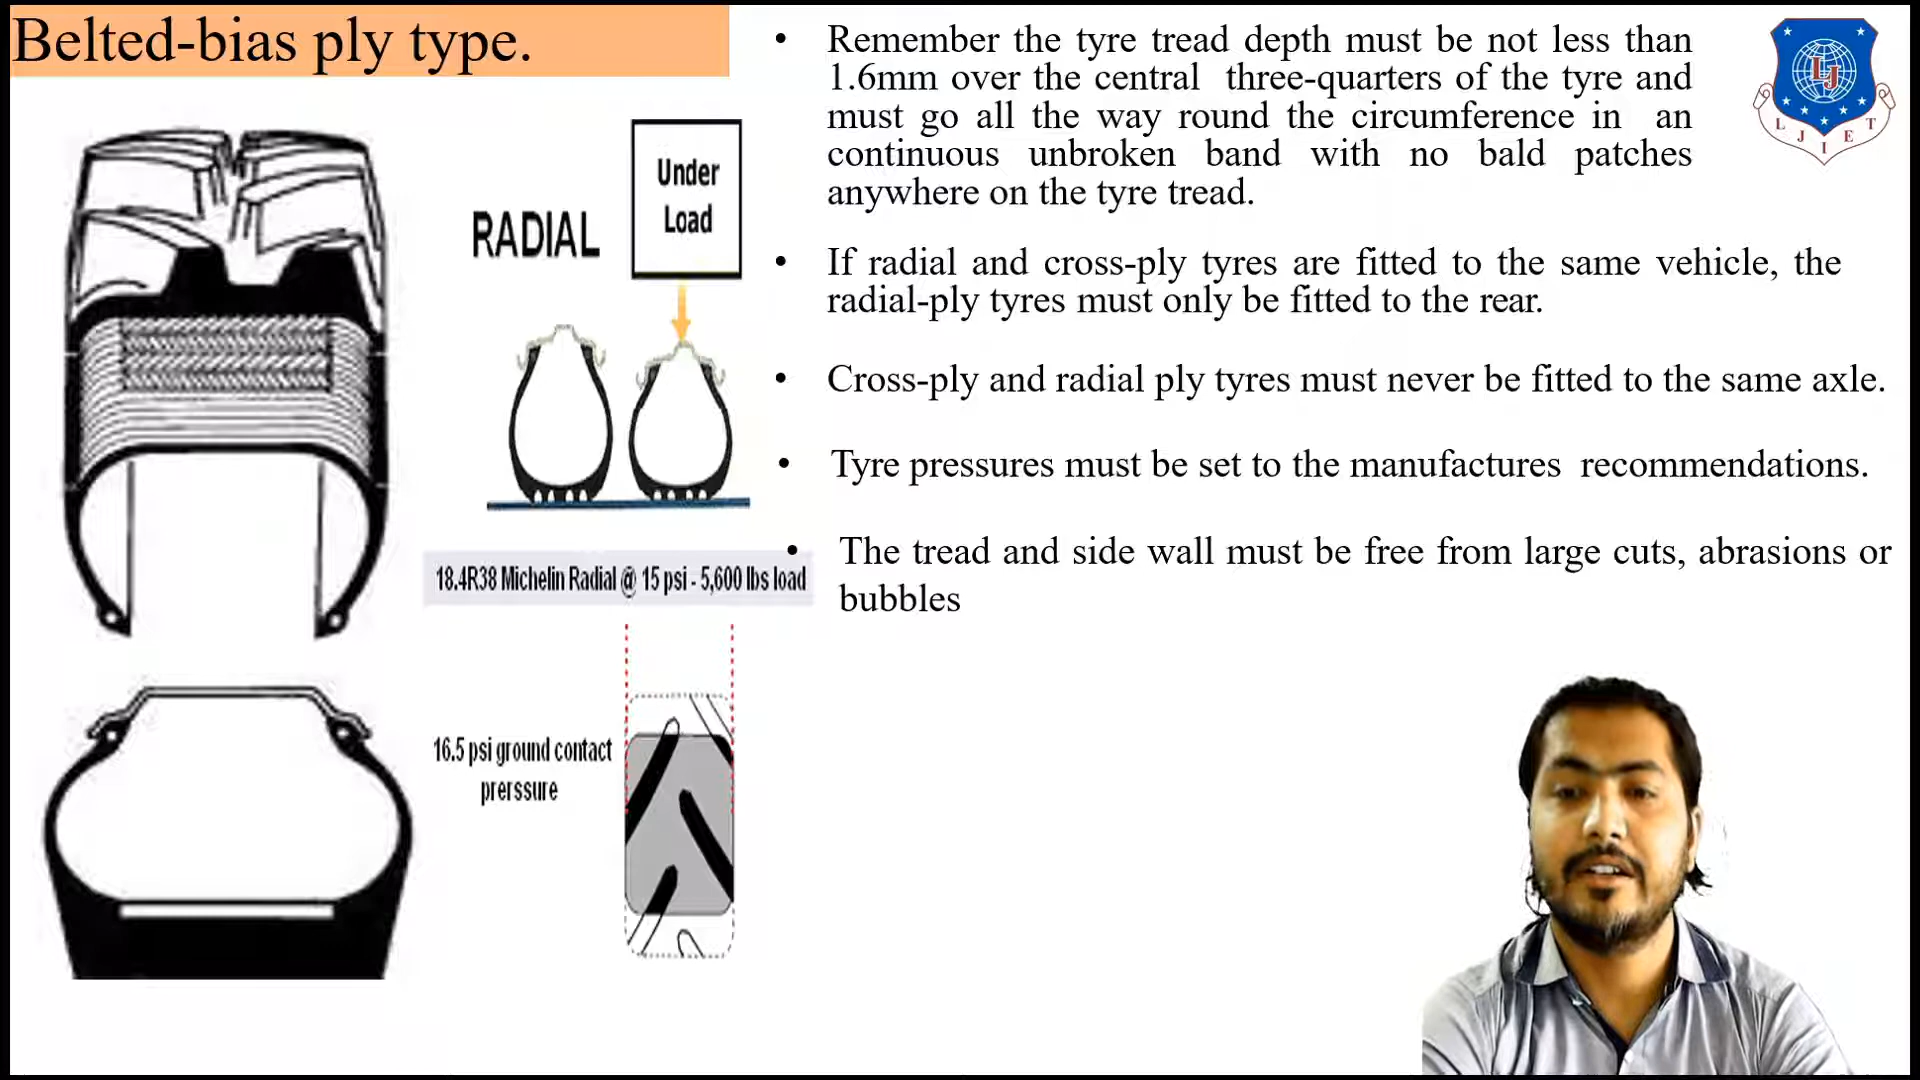 Belted-bias ply type.
• Remember the tyre tread depth must be not less than
1.6mm over the central three-quarters of the tyre and
must go all the way round the circumference in an
continuous unbroken band with no bald patches
anywhere on the tyre tread.
• If radial and cross-ply tyres are fitted to the same vehicle, the
radial-ply tyres must only be fitted to the rear.
• Cross-ply and radial ply tyres must never be fitted to the same axle.
• Tyre pressures must be set to the manufactures recommendations.
• The tread and side wall must be free from large cuts, abrasions or
bubbles
RADIAL
Under
Load
18.4R38 Michelin Radial @ 15 psi - 5,600 lbs load
16.5 psi ground contact
prerssure
LJ
L J I E T